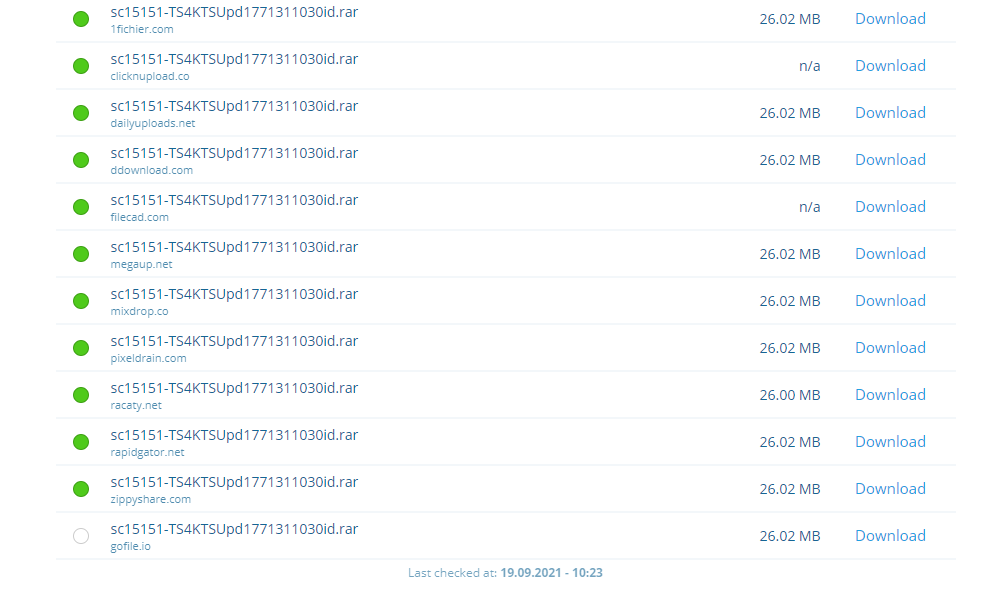 sc15151-TS4KTSUpd1771311030id.rar 26.02 MB Download
1fichier.com
sc15151-TS4KTSUpd1771311030id.rar n/a Download
clicknupload.co
sc15151-TS4KTSUpd1771311030id.rar 26.02 MB Download
dailyuploads.net
sc15151-TS4KTSUpd1771311030id.rar 26.02 MB Download
ddownload.com
sc15151-TS4KTSUpd1771311030id.rar n/a Download
filecad.com
sc15151-TS4KTSUpd1771311030id.rar 26.02 MB Download
megaup.net
sc15151-TS4KTSUpd1771311030id.rar 26.02 MB Download
mixdrop.co
sc15151-TS4KTSUpd1771311030id.rar 26.02 MB Download
pixeldrain.com
sc15151-TS4KTSUpd1771311030id.rar 26.00 MB Download
racaty.net
sc15151-TS4KTSUpd1771311030id.rar 26.02 MB Download
rapidgator.net
sc15151-TS4KTSUpd1771311030id.rar 26.02 MB Download
zippyshare.com
sc15151-TS4KTSUpd1771311030id.rar 26.02 MB Download
gofile.io
Last checked at: 19.09.2021 - 10:23